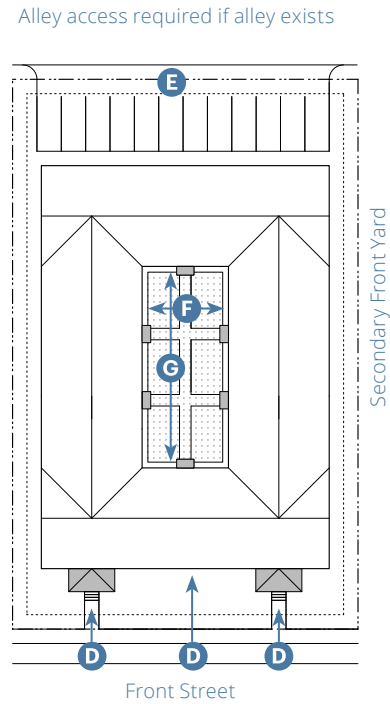 Alley access required if alley exists
E
F
G
Secondary Front Yard
D D D
Front Street